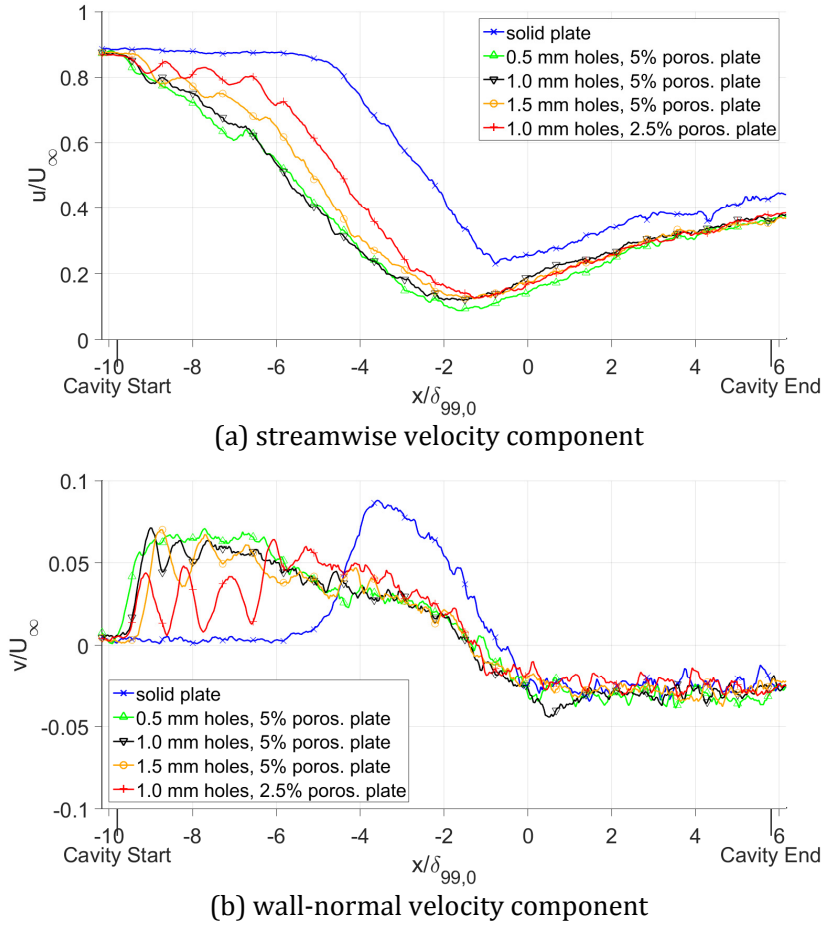 solid plate
0.5 mm holes, 5% poros. plate
1.0 mm holes, 5% poros. plate
1.5 mm holes, 5% poros. plate
1.0 mm holes, 2.5% poros. plate
1
0.8
0.6
0.4
0.2
0
u/U∞
-10 -8 -6 -4 -2 0 2 4 6
Cavity Start Cavity End
x/δ99,0
(a) streamwise velocity component
0.1
0.05
0
-0.05
-0.1
v/U∞
solid plate
0.5 mm holes, 5% poros. plate
1.0 mm holes, 5% poros. plate
1.5 mm holes, 5% poros. plate
1.0 mm holes, 2.5% poros. plate
-10 -8 -6 -4 -2 0 2 4 6
Cavity Start Cavity End
x/δ99,0
(b) wall-normal velocity component